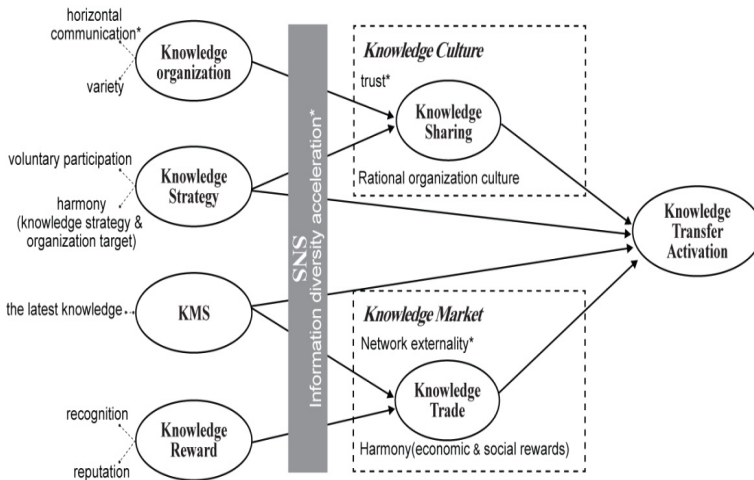 horizontal
communication*
variety
Knowledge
organization
voluntary participation
harmony
(knowledge strategy &
organization target)
Knowledge
Strategy
the latest knowledge
KMS
recognition
reputation
Knowledge
Reward
SNS
Information diversity acceleration*
Knowledge Culture
trust*
Knowledge
Sharing
Rational organization culture
Knowledge Market
Network externality*
Knowledge
Trade
Harmony(economic & social rewards)
Knowledge
Transfer
Activation